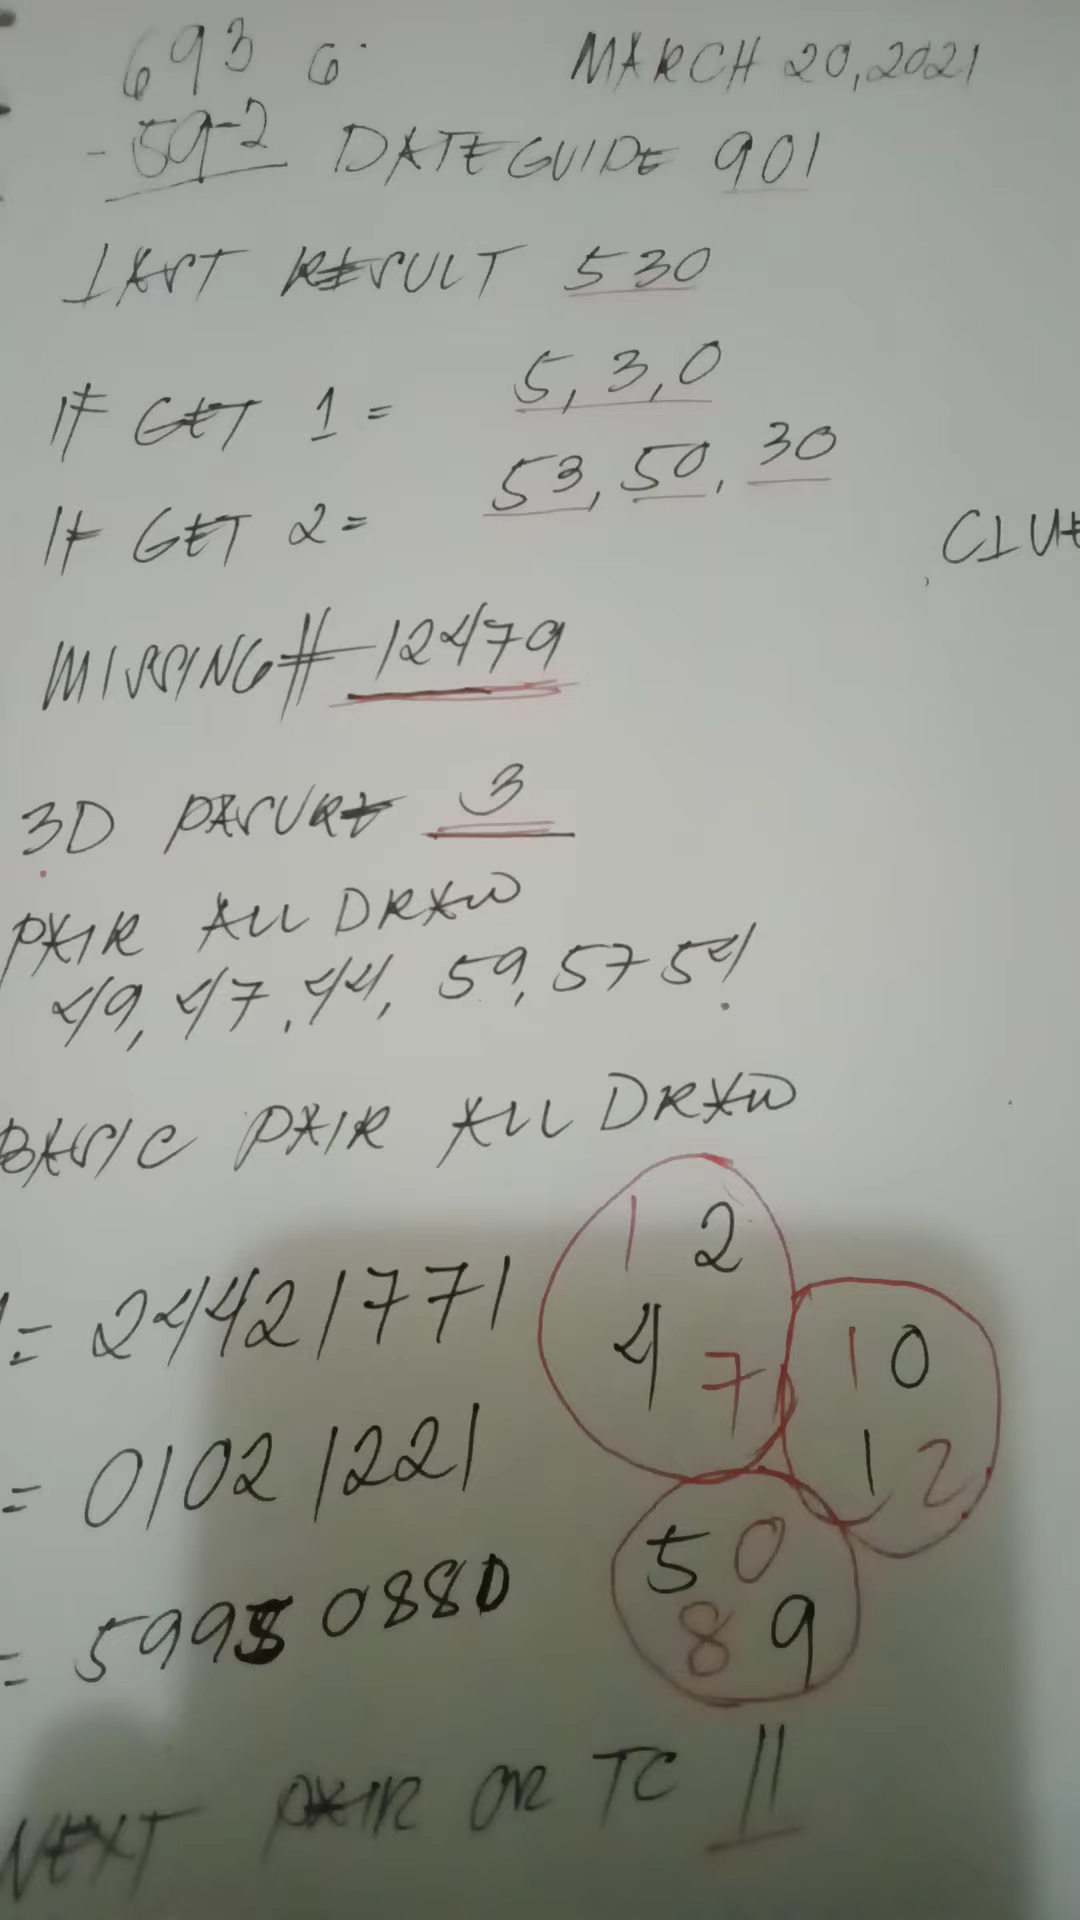 693 6 MARCH 20, 2021
- 59-2 DATE GUIDE 901
LAST RESULT 530
IF GET 1 = 5, 3, 0
IF GET 2 = 53, 50, 30
CLUE
MISSING # 12479
3D 3
PAIR ALL DRAW
49, 47, 44, 59, 57 54
BASIC PAIR ALL DRAW
= 24421771
= 01021221
= 59950880
1 2
4 7
1 0
1 2
5 0
8 9
NEXT PAIR OR TC 11